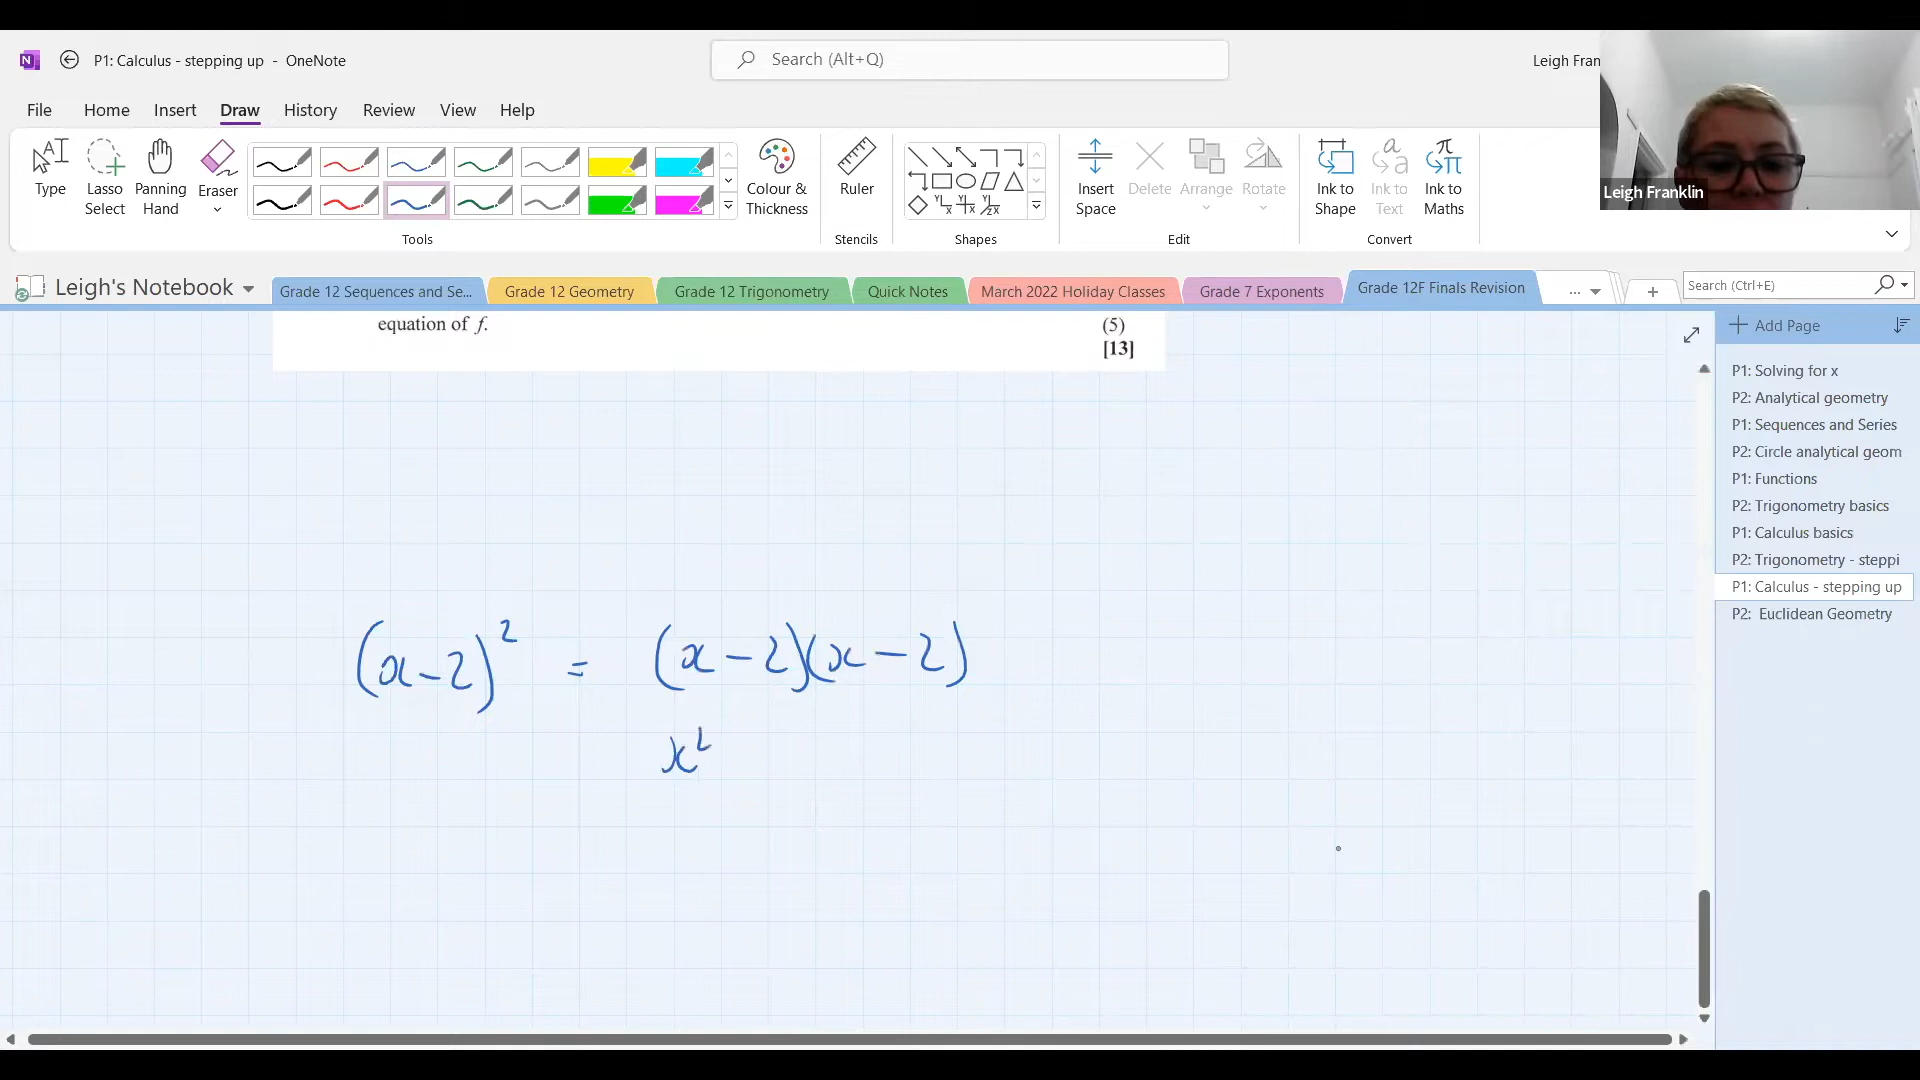 P1: Calculus - stepping up - OneNote
Search (Alt+Q)
Leigh Fran
File Home Insert Draw History Review View Help
Type
Lasso Select
Panning Hand
Eraser
Colour & Thickness
Ruler
Insert Space
Delete
Arrange
Rotate
Ink to Shape
Ink to Text
Ink to Maths
Tools
Stencils
Shapes
Edit
Convert
Leigh Franklin
Leigh's Notebook
Grade 12 Sequences and Se...
Grade 12 Geometry
Grade 12 Trigonometry
Quick Notes
March 2022 Holiday Classes
Grade 7 Exponents
Grade 12F Finals Revision
...
Search (Ctrl+E)
equation of f.
(5)
[13]
(x-2)² = (x-2)(x-2)
x²
Add Page
P1: Solving for x
P2: Analytical geometry
P1: Sequences and Series
P2: Circle analytical geom
P1: Functions
P2: Trigonometry basics
P1: Calculus basics
P2: Trigonometry - steppi
P1: Calculus - stepping up
P2: Euclidean Geometry